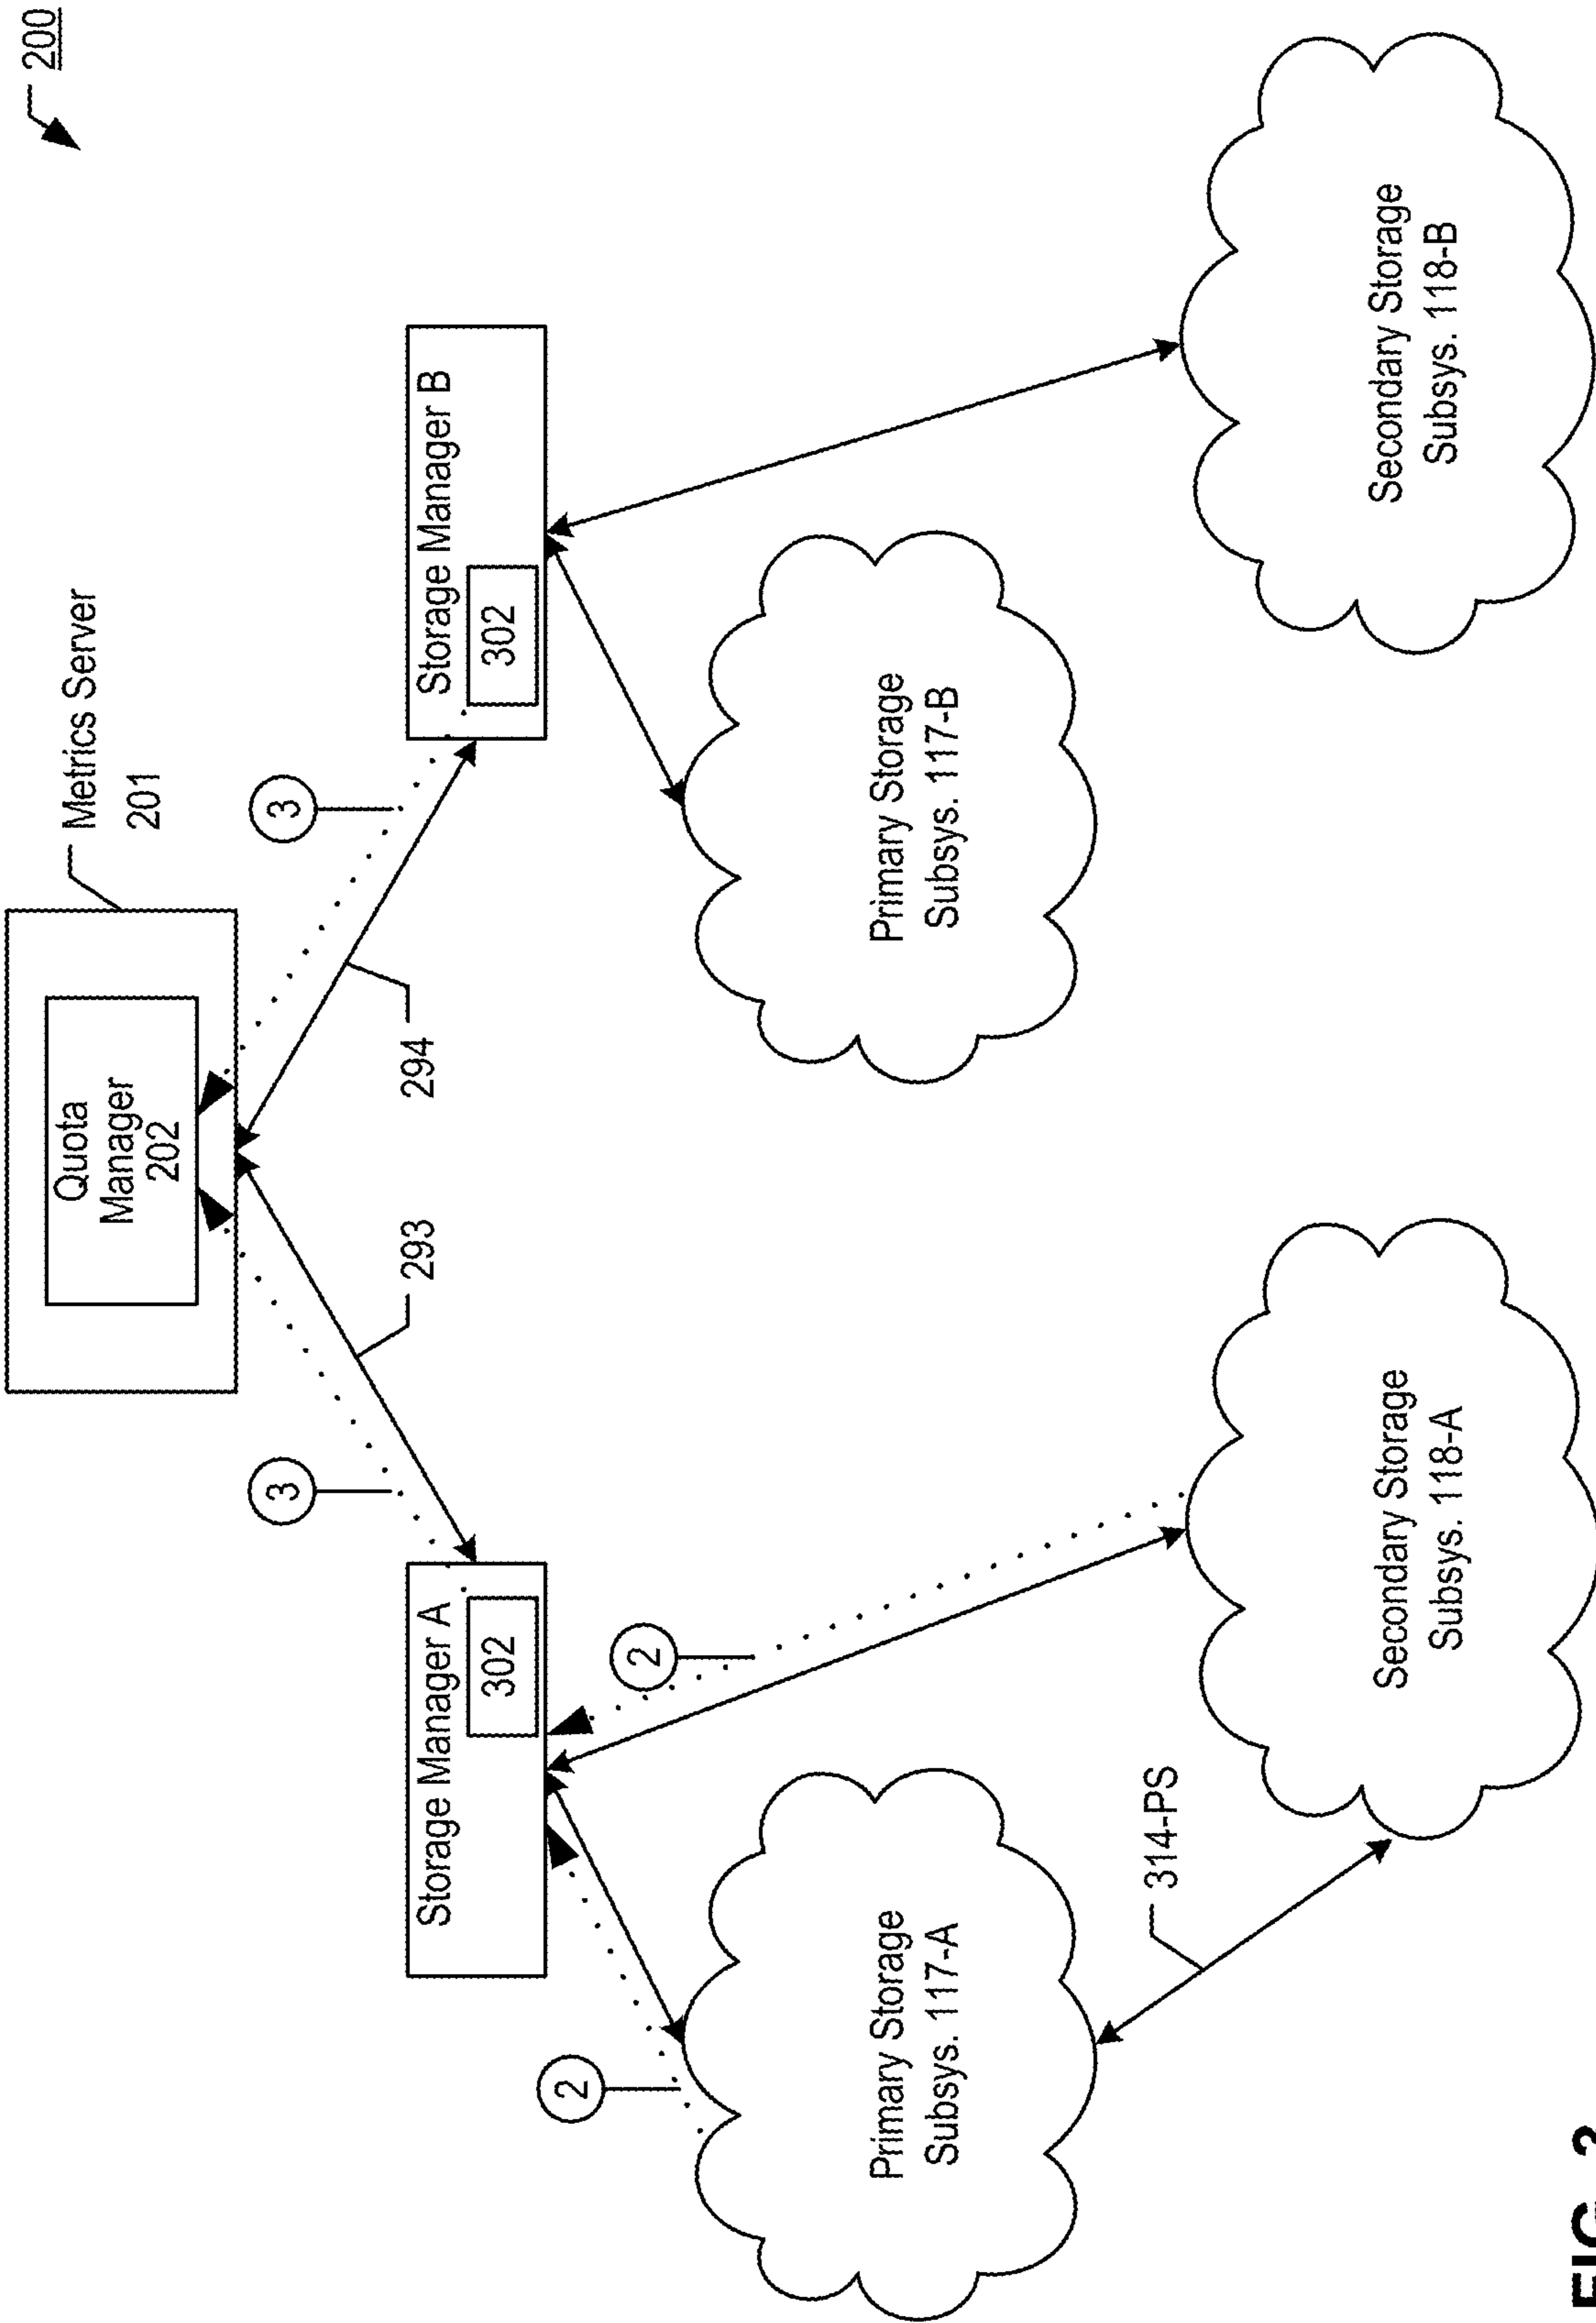 200
Metrics Server
201
Quota
Manager
202
3
3
293
294
Storage Manager A
302
Storage Manager B
302
2
2
Primary Storage
Subsys. 117-A
Primary Storage
Subsys. 117-B
314-PS
Secondary Storage
Subsys. 118-A
Secondary Storage
Subsys. 118-B
FIG.